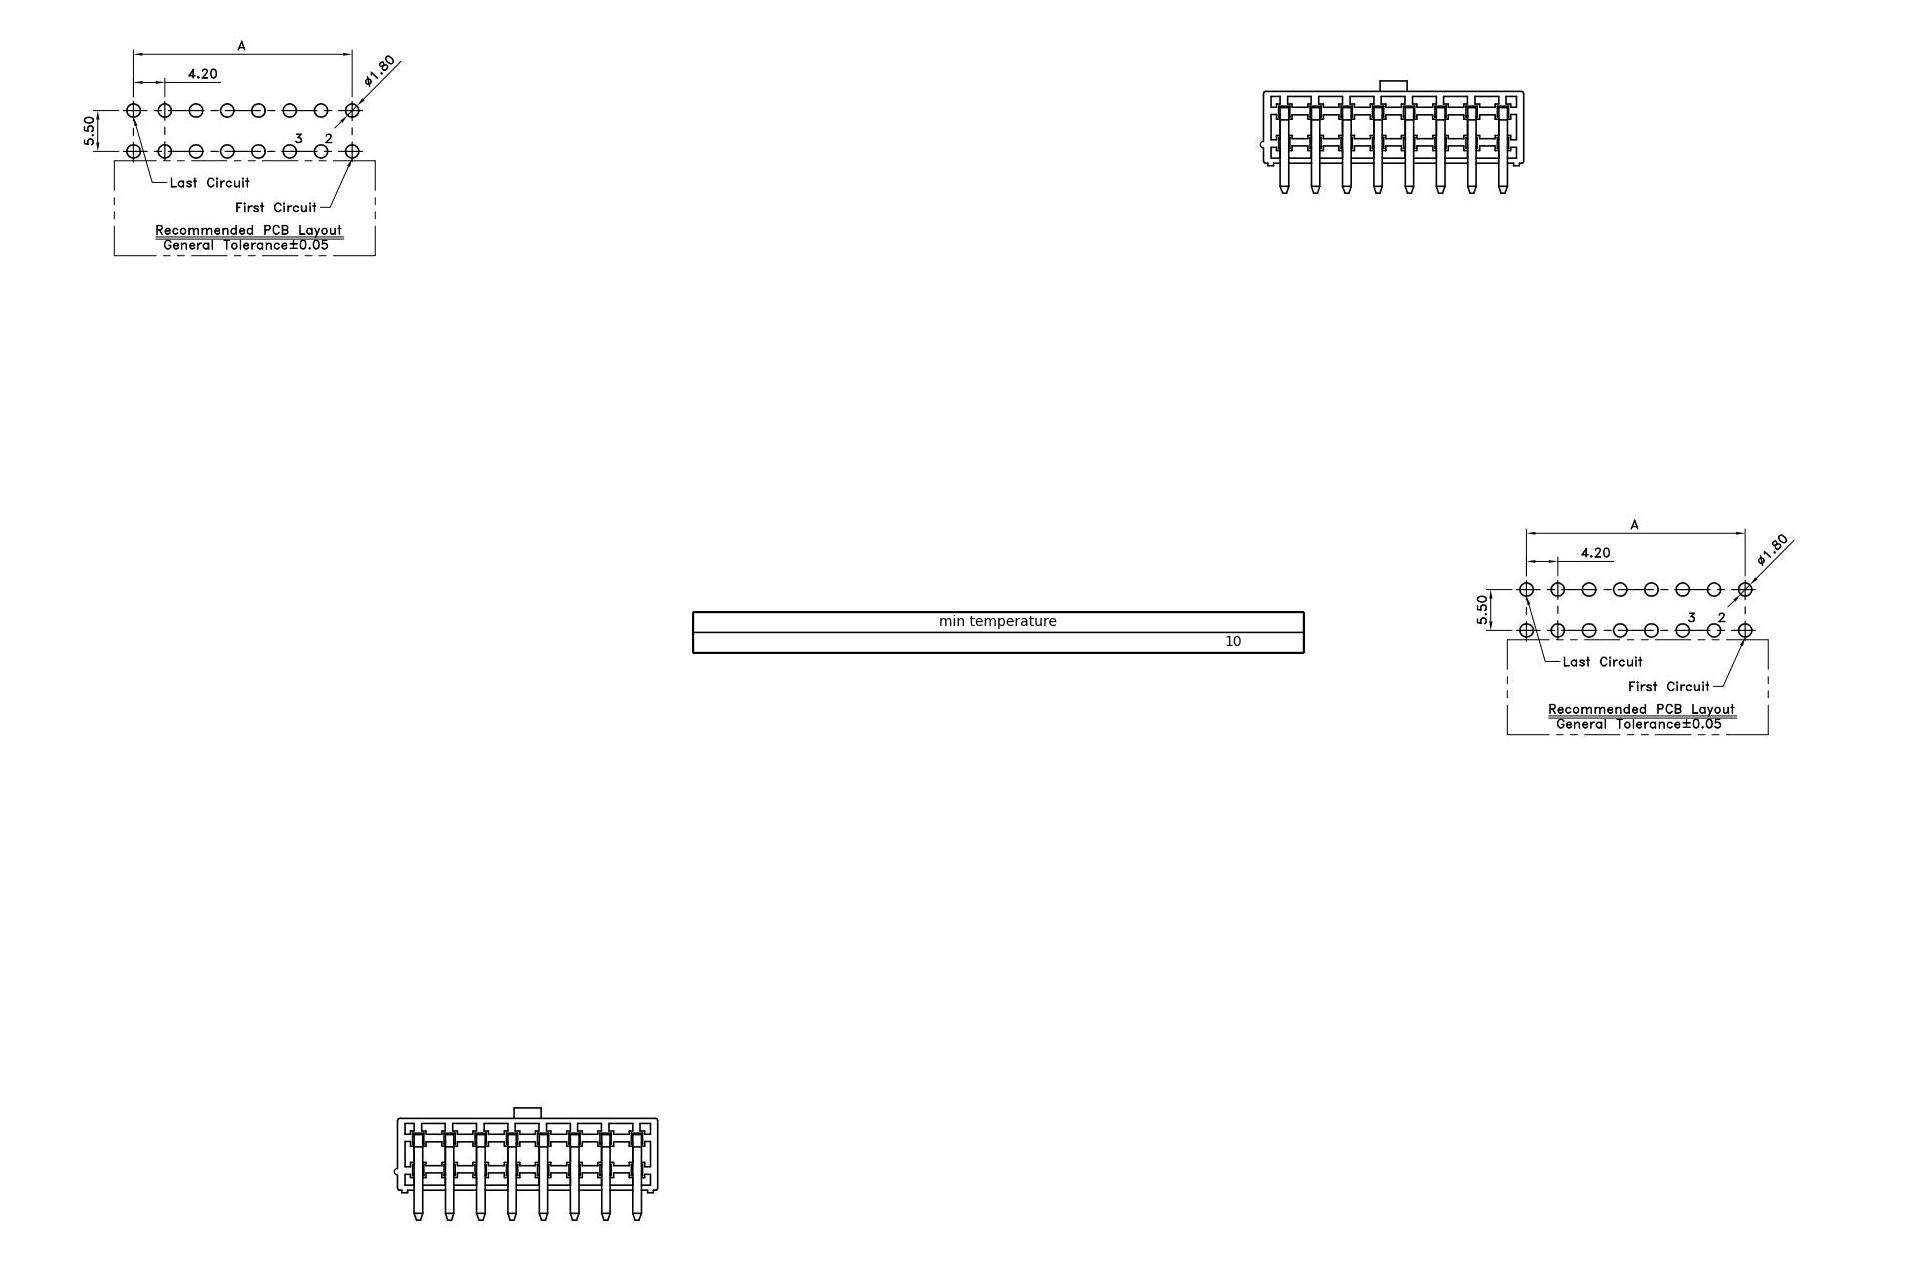 A
4.20
ø1.80
5.50
3 2
Last Circuit
First Circuit
Recommended PCB Layout
General Tolerance±0.05
A
4.20
ø1.80
5.50
3 2
Last Circuit
First Circuit
Recommended PCB Layout
General Tolerance±0.05
min temperature
10